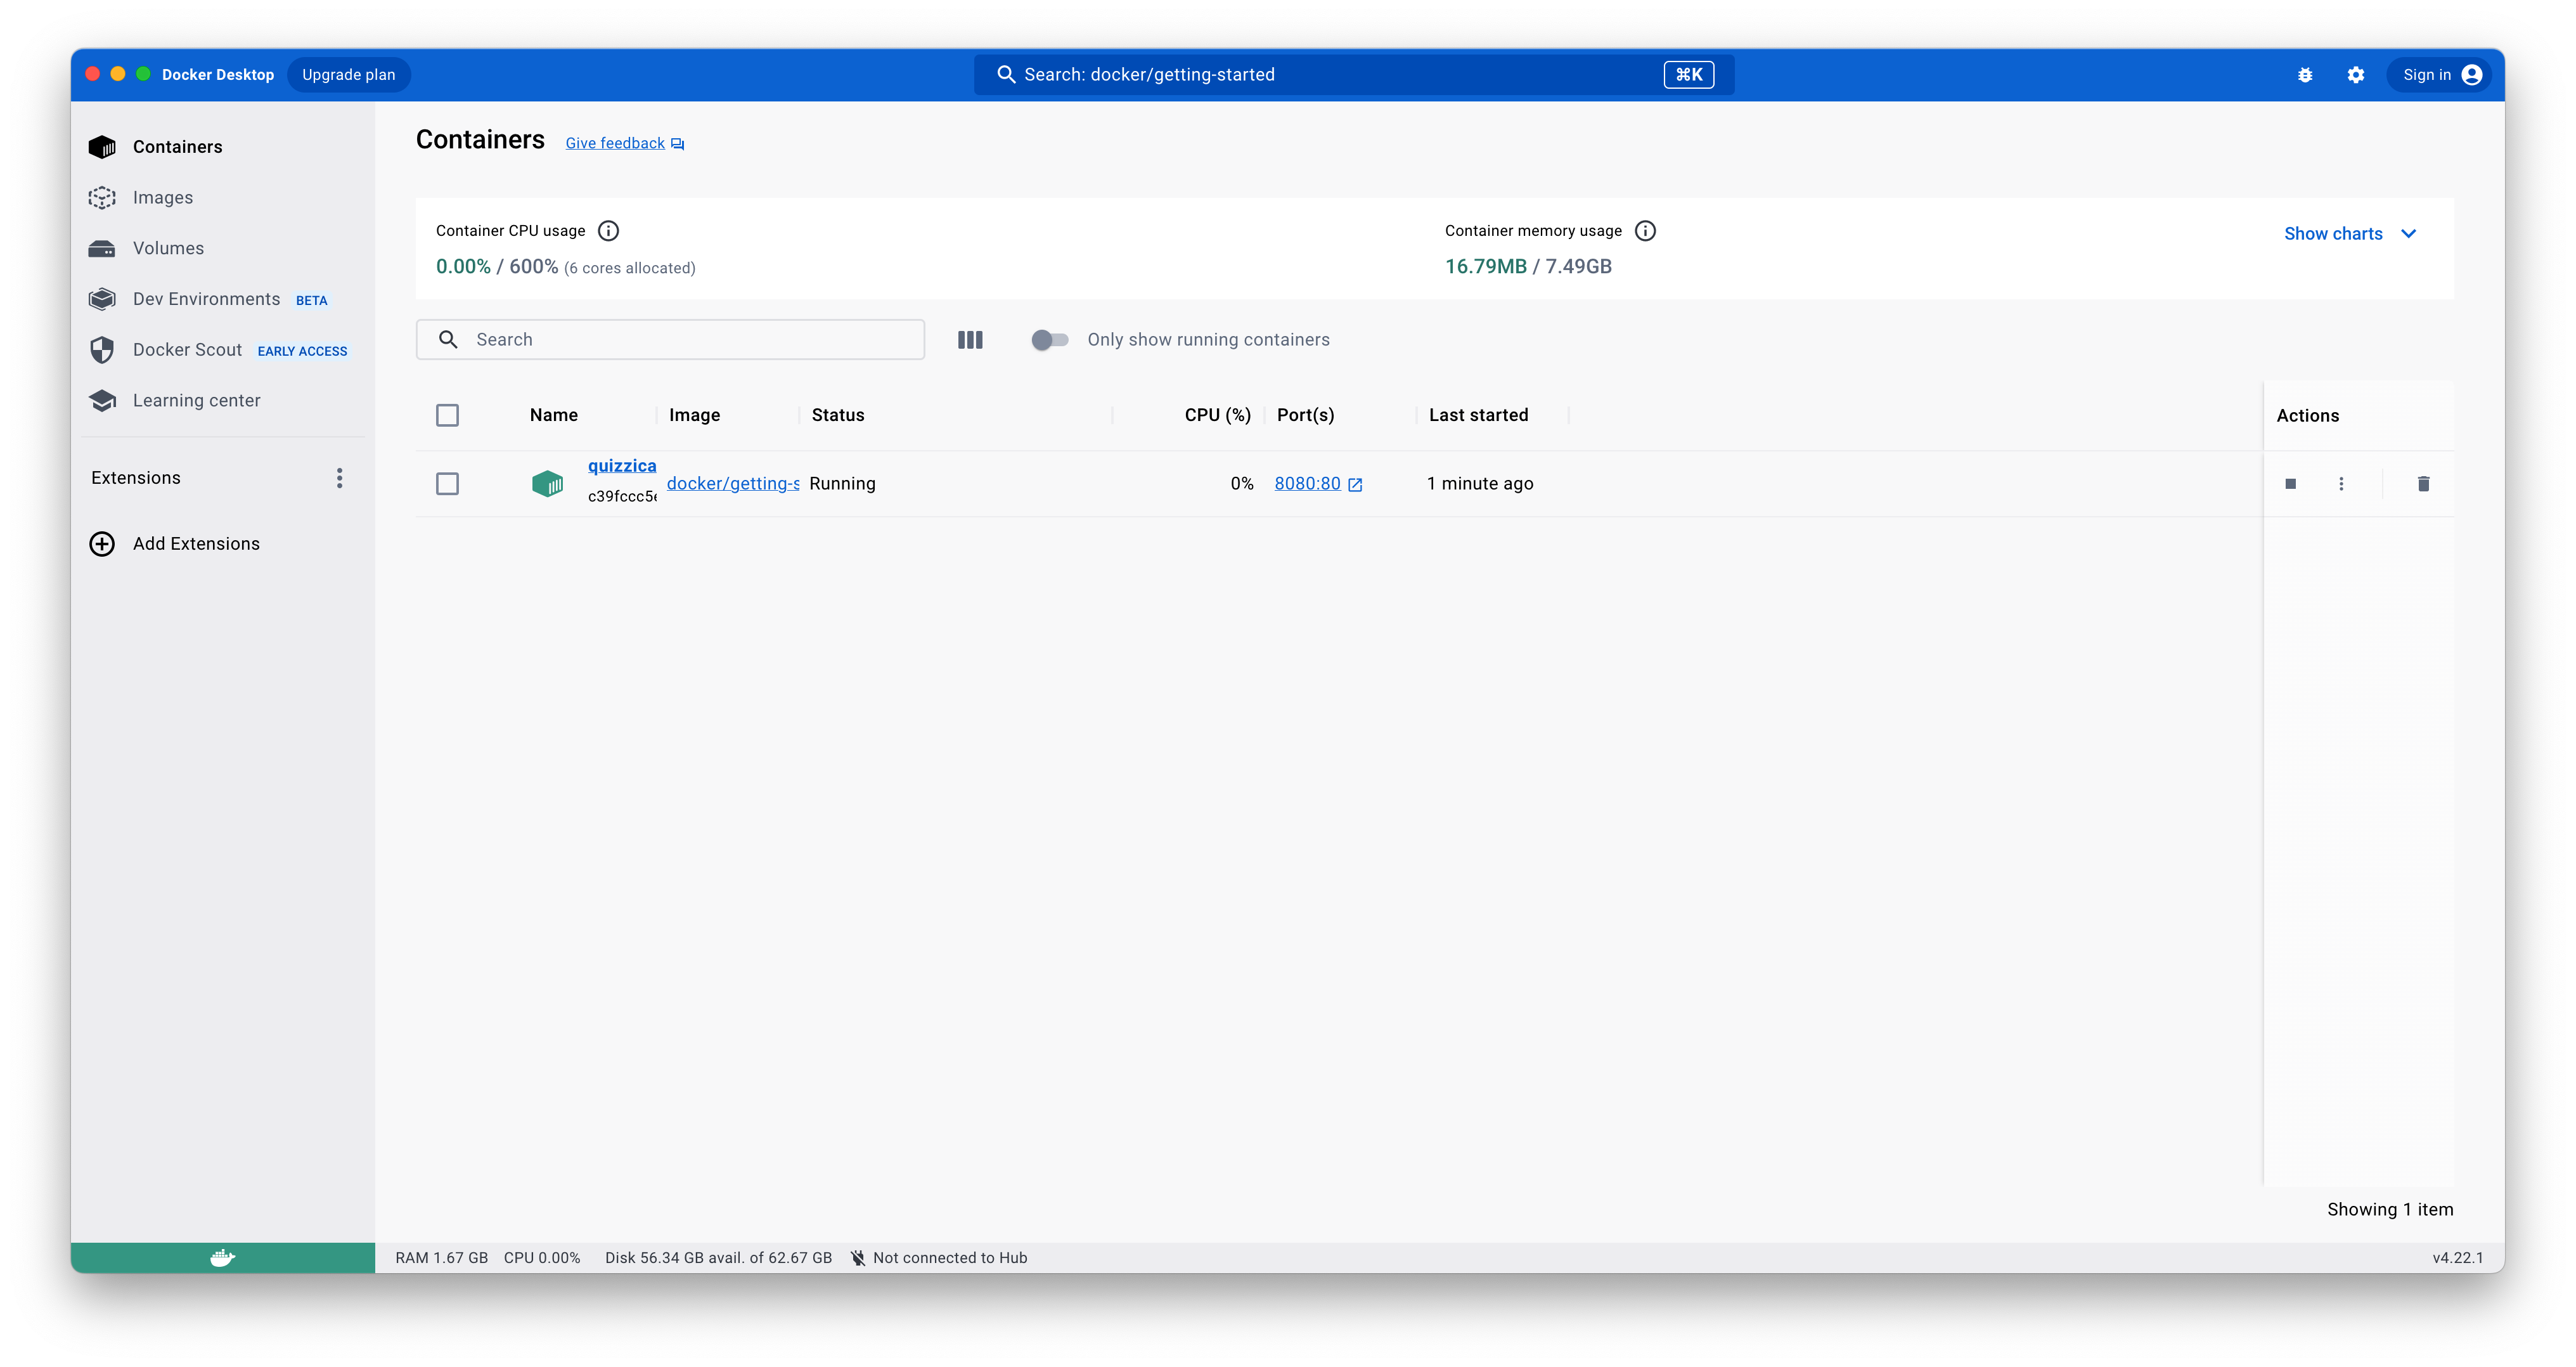 Docker Desktop Upgrade plan Search: docker/getting-started ⌘K Sign in
Containers
Images
Volumes
Dev Environments BETA
Docker Scout EARLY ACCESS
Learning center
Extensions
Add Extensions
Containers Give feedback
Container CPU usage
0.00% / 600% (6 cores allocated)
Container memory usage
16.79MB / 7.49GB
Show charts
Search
Only show running containers
Name Image Status CPU (%) Port(s) Last started Actions
quizzica
c39fccc5
docker/getting-s Running 0% 8080:80 1 minute ago
Showing 1 item
RAM 1.67 GB CPU 0.00% Disk 56.34 GB avail. of 62.67 GB Not connected to Hub v4.22.1